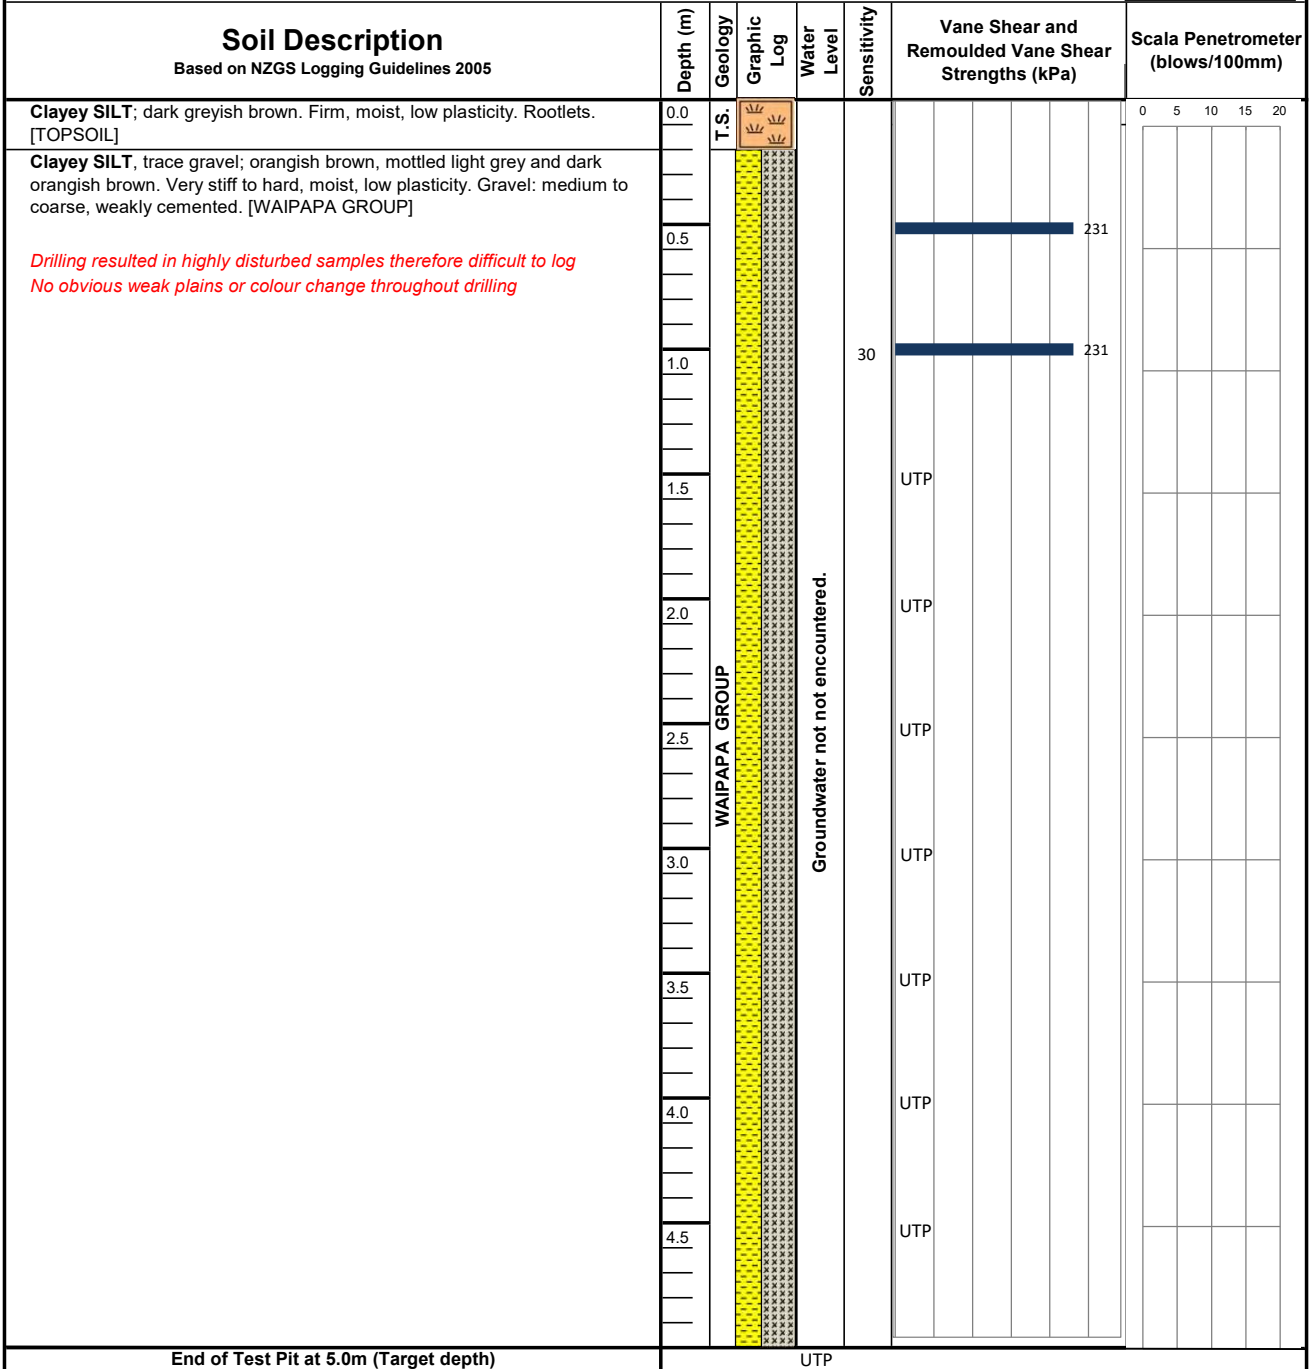 Soil Description
Based on NZGS Logging Guidelines 2005
Depth (m)
Geology
Graphic
Log
Water
Level
Sensitivity
Vane Shear and
Remoulded Vane Shear
Strengths (kPa)
Scala Penetrometer
(blows/100mm)
Clayey SILT; dark greyish brown. Firm, moist, low plasticity. Rootlets.
[TOPSOIL]
0.0
T.S.
0 5 10 15 20
Clayey SILT, trace gravel; orangish brown, mottled light grey and dark
orangish brown. Very stiff to hard, moist, low plasticity. Gravel: medium to
coarse, weakly cemented. [WAIPAPA GROUP]
Drilling resulted in highly disturbed samples therefore difficult to log
No obvious weak plains or colour change throughout drilling
0.5
231
1.0
30
231
1.5
UTP
2.0
UTP
WAIPAPA GROUP
Groundwater not not encountered.
2.5
UTP
3.0
UTP
3.5
UTP
4.0
UTP
4.5
UTP
End of Test Pit at 5.0m (Target depth)
UTP